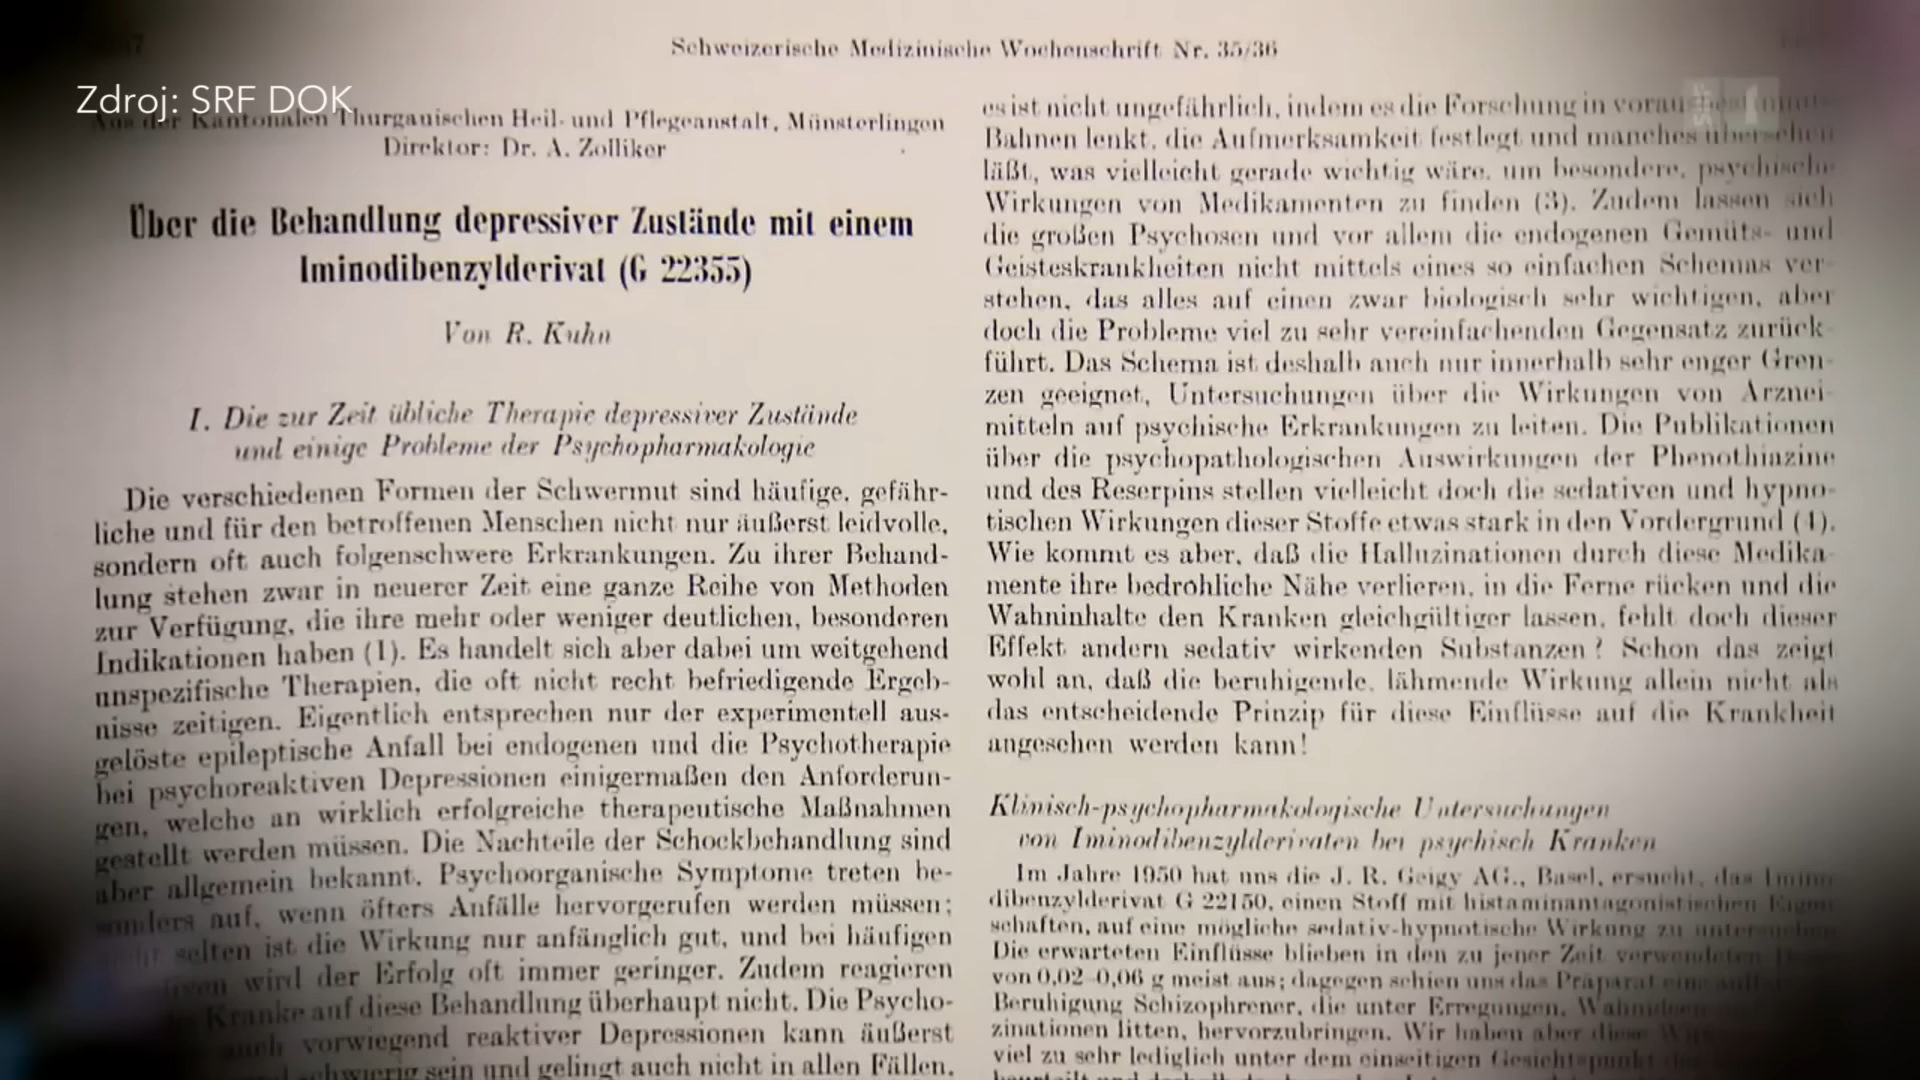 Schweizerische Medizinische Wochenschrift Nr. 35/36
Zdroj: SRF DOK
Aus der Kantonalen Thurgauischen Heil- und Pflegeanstalt, Münsterlingen
Direktor: Dr. A. Zolliker
Über die Behandlung depressiver Zustände mit einem
Iminodibenzylderivat (G 22355)
Von R. Kuhn
I. Die zur Zeit übliche Therapie depressiver Zustände
und einige Probleme der Psychopharmakologie
Die verschiedenen Formen der Schwermut sind häufige, gefähr-
liche und für den betroffenen Menschen nicht nur äußerst leidvolle,
sondern oft auch folgenschwere Erkrankungen. Zu ihrer Behand-
lung stehen zwar in neuerer Zeit eine ganze Reihe von Methoden
zur Verfügung, die ihre mehr oder weniger deutlichen, besonderen
Indikationen haben (1). Es handelt sich aber dabei um weitgehend
unspezifische Therapien, die oft nicht recht befriedigende Ergeb-
nisse zeitigen. Eigentlich entsprechen nur der experimentell aus-
gelöste epileptische Anfall bei endogenen und die Psychotherapie
bei psychoreaktiven Depressionen einigermaßen den Anforderun-
gen, welche an wirklich erfolgreiche therapeutische Maßnahmen
gestellt werden müssen. Die Nachteile der Schockbehandlung sind
aber allgemein bekannt. Psychoorganische Symptome treten be-
sonders auf, wenn öfters Anfälle hervorgerufen werden müssen;
nicht selten ist die Wirkung nur anfänglich gut, und bei häufigen
wird der Erfolg oft immer geringer. Zudem reagieren
Kranke auf diese Behandlung überhaupt nicht. Die Psycho-
auch vorwiegend reaktiver Depressionen kann äußerst
schwierig sein und gelingt auch nicht in allen Fällen.
es ist nicht ungefährlich, indem es die Forschung in vorausbestimmte
Bahnen lenkt, die Aufmerksamkeit festlegt und manches übersehen
läßt, was vielleicht gerade wichtig wäre, um besondere, psychische
Wirkungen von Medikamenten zu finden (3). Zudem lassen sich
die großen Psychosen und vor allem die endogenen Gemüts- und
Geisteskrankheiten nicht mittels eines so einfachen Schemas ver-
stehen, das alles auf einen zwar biologisch sehr wichtigen, aber
doch die Probleme viel zu sehr vereinfachenden Gegensatz zurück-
führt. Das Schema ist deshalb auch nur innerhalb sehr enger Gren-
zen geeignet, Untersuchungen über die Wirkungen von Arznei-
mitteln auf psychische Erkrankungen zu leiten. Die Publikationen
über die psychopathologischen Auswirkungen der Phenothiazine
und des Reserpins stellen vielleicht doch die sedativen und hypno-
tischen Wirkungen dieser Stoffe etwas stark in den Vordergrund (4).
Wie kommt es aber, daß die Halluzinationen durch diese Medika-
mente ihre bedrohliche Nähe verlieren, in die Ferne rücken und die
Wahninhalte den Kranken gleichgültiger lassen, fehlt doch dieser
Effekt andern sedativ wirkenden Substanzen? Schon das zeigt
wohl an, daß die beruhigende, lähmende Wirkung allein nicht als
das entscheidende Prinzip für diese Einflüsse auf die Krankheit
angesehen werden kann!
Klinisch-psychopharmakologische Untersuchungen
von Iminodibenzylderivaten bei psychisch Kranken
Im Jahre 1950 hat uns die J. R. Geigy AG., Basel, ersucht, das Imino-
dibenzylderivat G 22150, einen Stoff mit histaminantagonistischen Eigen-
schaften, auf eine mögliche sedativ-hypnotische Wirkung zu untersuchen.
Die erwarteten Einflüsse blieben in den zu jener Zeit verwendeten
von 0,02–0,06 g meist aus; dagegen schien uns das Präparat eine
Beruhigung Schizophrener, die unter Erregungen, Wahnideen
zinationen litten, hervorzubringen. Wir haben aber diese
viel zu sehr lediglich unter dem einseitigen Gesichtspunkt